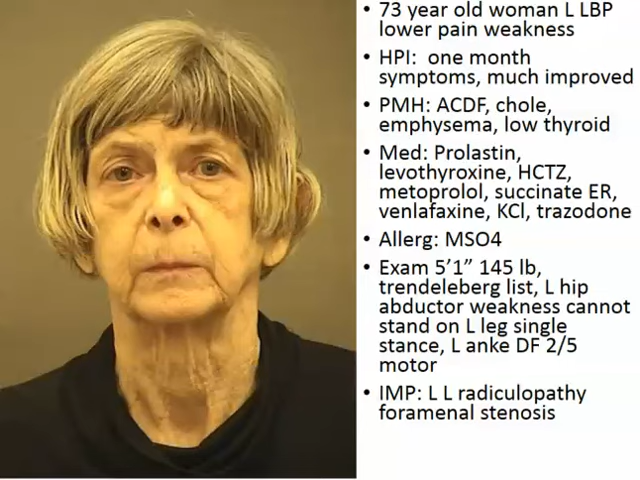 • 73 year old woman L LBP
lower pain weakness
• HPI: one month
symptoms, much improved
• PMH: ACDF, chole,
emphysema, low thyroid
• Med: Prolastin,
levothyroxine, HCTZ,
metoprolol, succinate ER,
venlafaxine, KCl, trazodone
• Allerg: MSO4
• Exam 5’1” 145 lb,
trendeleberg list, L hip
abductor weakness cannot
stand on L leg single
stance, L anke DF 2/5
motor
• IMP: L L radiculopathy
foramenal stenosis